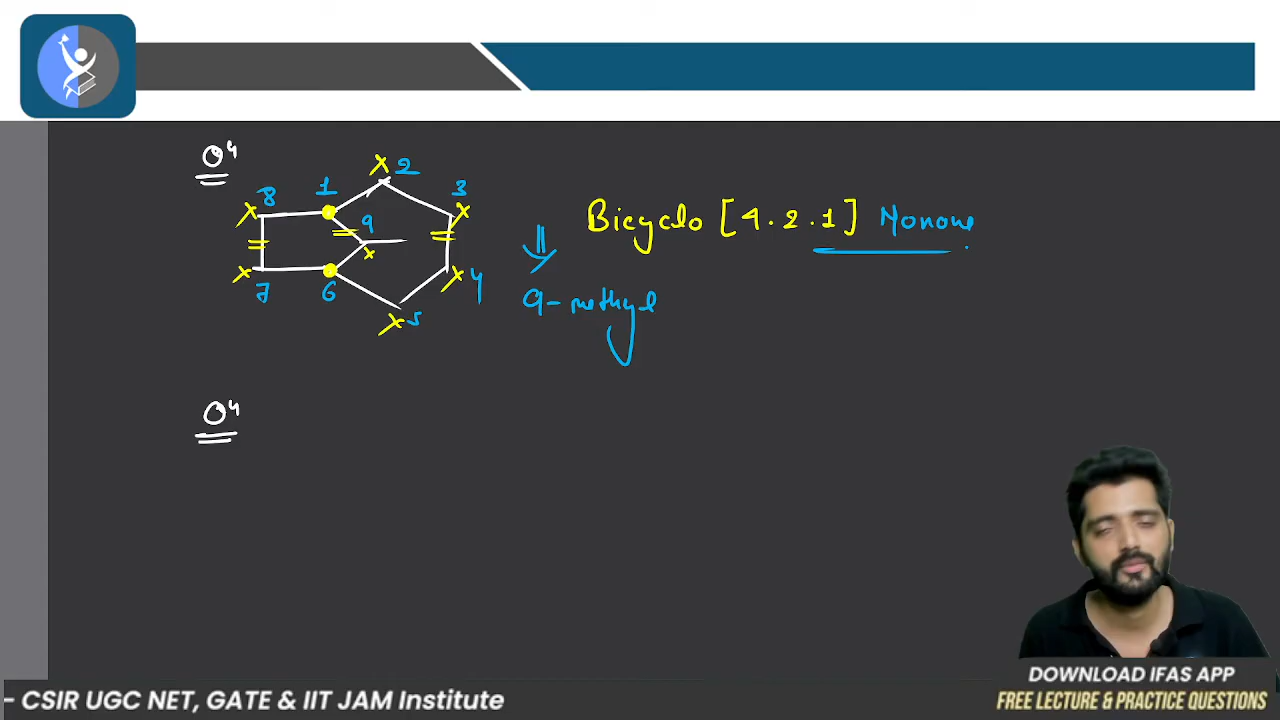 Q4
X 2
8 1 3
X X
9
X
Bicyclo [4.2.1] Nonone
X X 4
7 6
X 5
9-methyl
Q4
DOWNLOAD IFAS APP
- CSIR UGC NET, GATE & IIT JAM Institute
FREE LECTURE & PRACTICE QUESTIONS